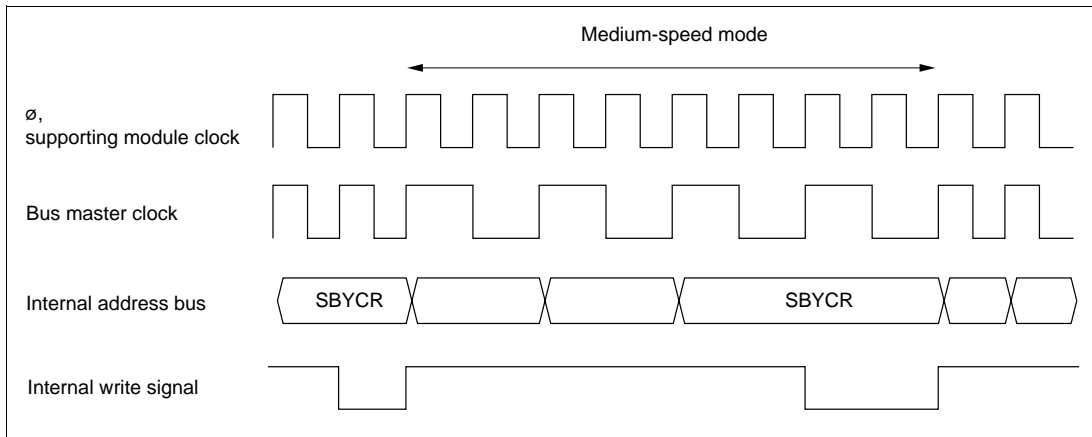 Medium-speed mode
ø,
supporting module clock
Bus master clock
Internal address bus
SBYCR
SBYCR
Internal write signal